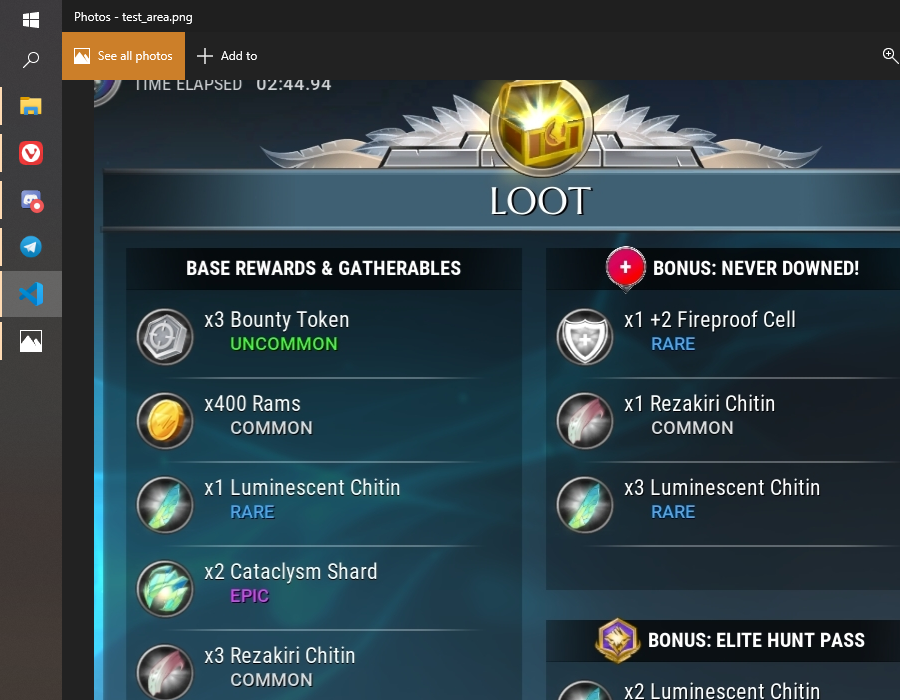 Photos - test_area.png
See all photos
Add to
TIME ELAPSED 02:44.94
LOOT
BASE REWARDS & GATHERABLES
x3 Bounty Token
UNCOMMON
x400 Rams
COMMON
x1 Luminescent Chitin
RARE
x2 Cataclysm Shard
EPIC
x3 Rezakiri Chitin
COMMON
BONUS: NEVER DOWNED!
x1 +2 Fireproof Cell
RARE
x1 Rezakiri Chitin
COMMON
x3 Luminescent Chitin
RARE
BONUS: ELITE HUNT PASS
x2 Luminescent Chitin